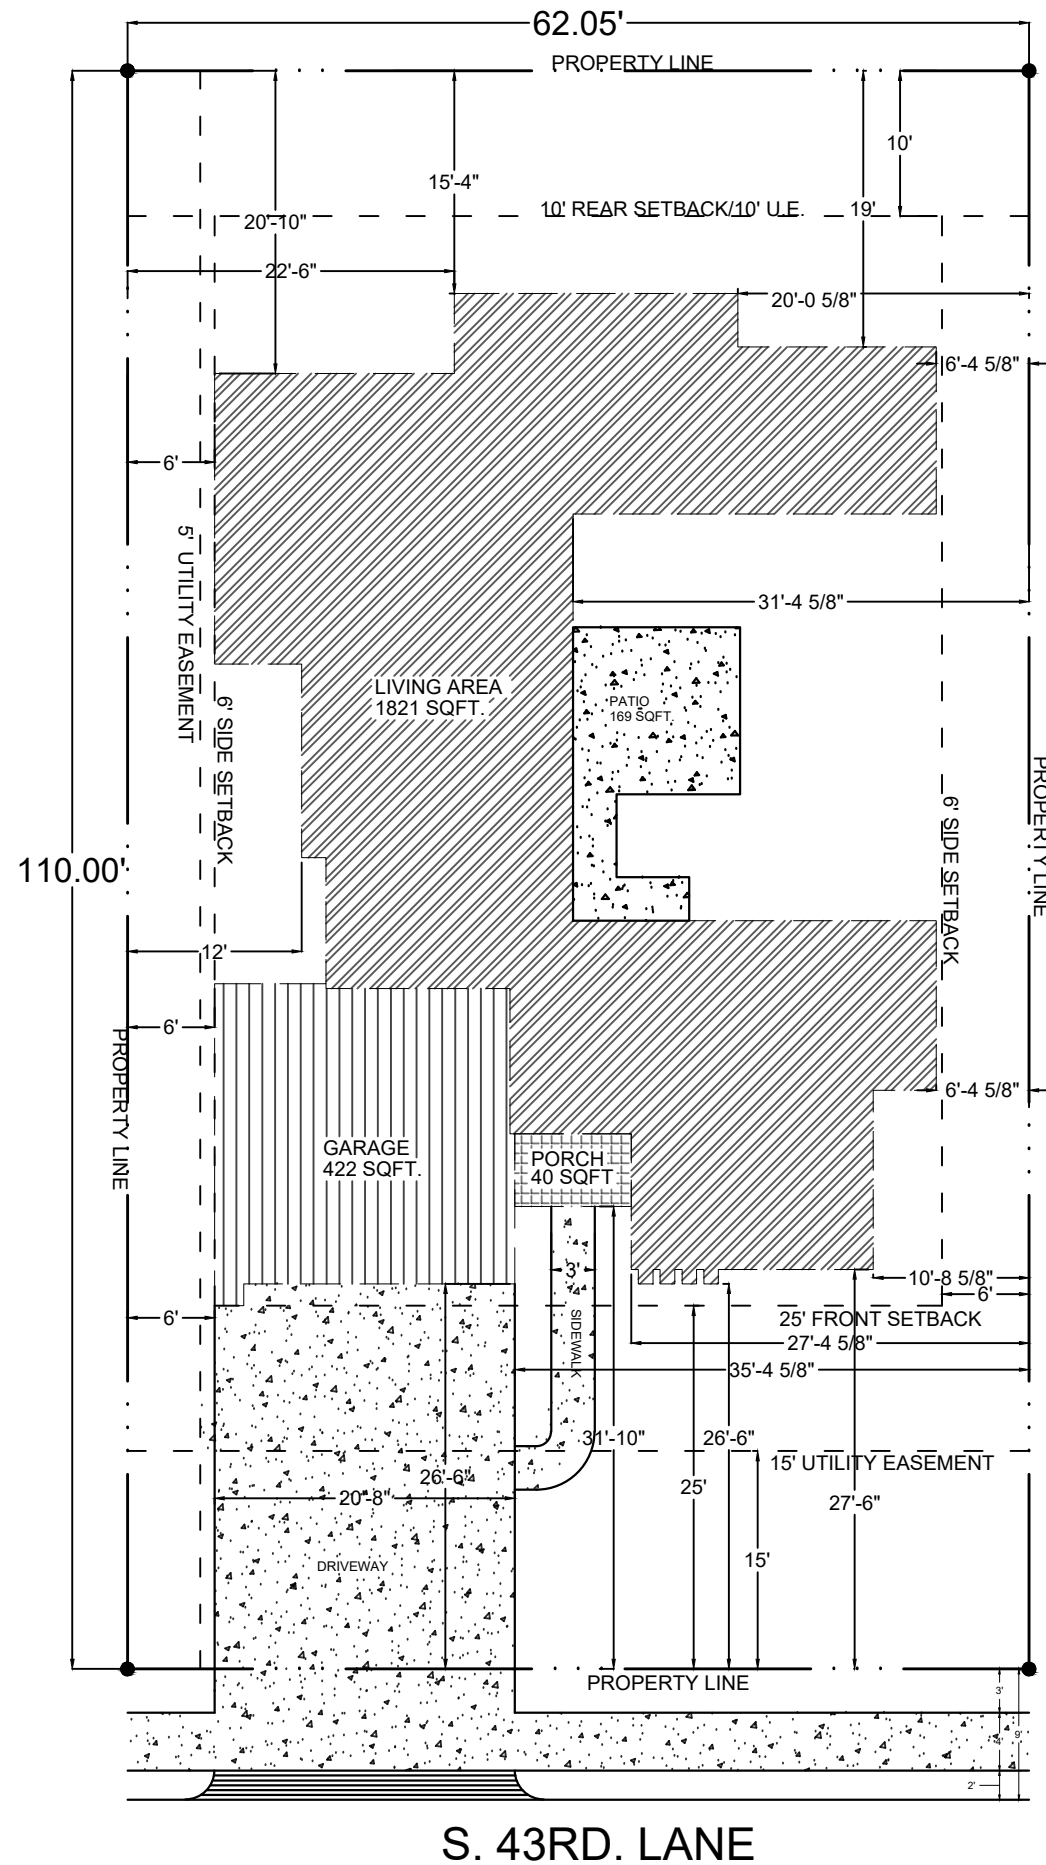 62.05'
PROPERTY LINE
10'
15'-4"
10' REAR SETBACK/10' U.E.
19'
20'-10"
22'-6"
20'-0 5/8"
6'-4 5/8"
6'
5' UTILITY EASEMENT
31'-4 5/8"
LIVING AREA
1821 SQFT.
PATIO
169 SQFT.
6' SIDE SETBACK
PROPERTY LINE
6' SIDE SETBACK
110.00'
12'
6'
PROPERTY LINE
6'-4 5/8"
GARAGE
422 SQFT.
PORCH
40 SQFT
3'
10'-8 5/8"
6'
6'
SIDEWALK
25' FRONT SETBACK
27'-4 5/8"
35'-4 5/8"
31'-10"
26'-6"
15' UTILITY EASEMENT
26'-6"
25'
20'-8"
27'-6"
15'
DRIVEWAY
PROPERTY LINE
3'
9'
4'
2'
S. 43RD. LANE